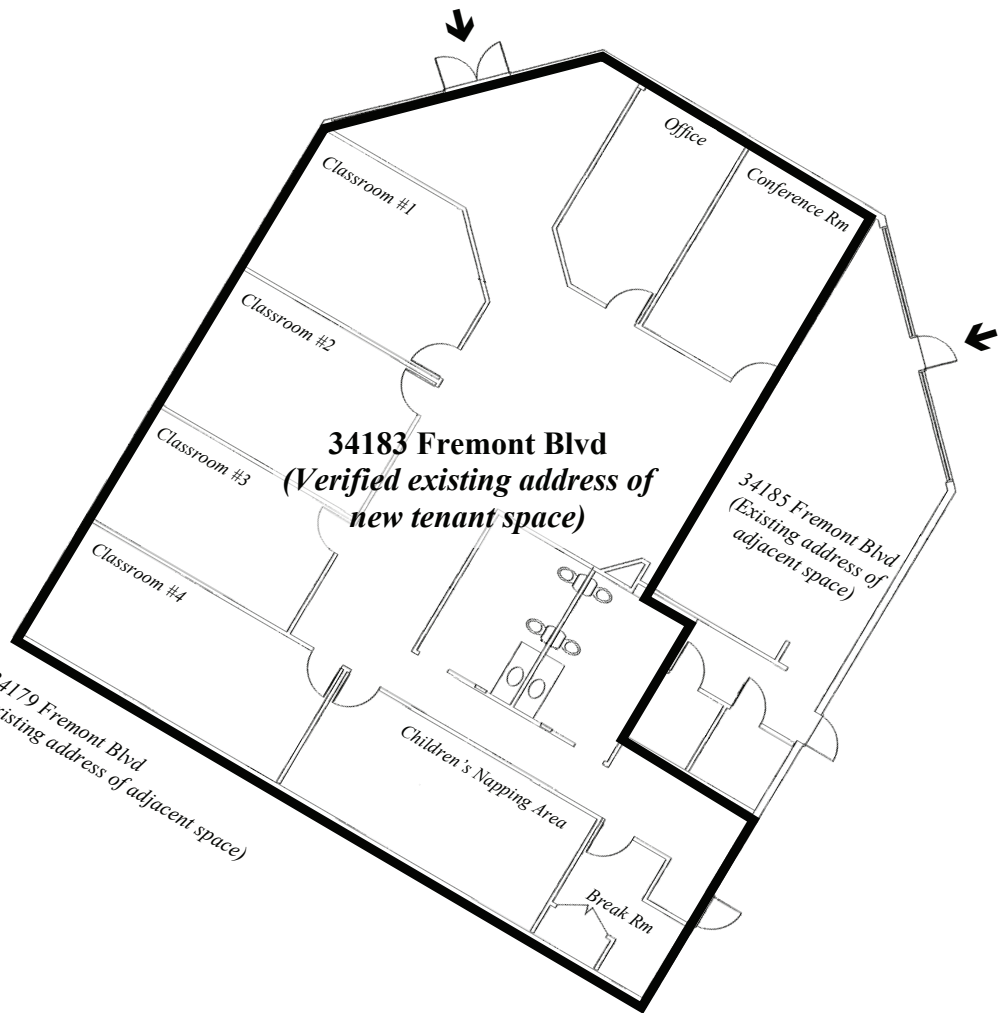 Office
Conference Rm
Classroom #1
Classroom #2
Classroom #3
Classroom #4
34183 Fremont Blvd
(Verified existing address of
new tenant space)
34185 Fremont Blvd
(Existing address of
adjacent space)
Children's Napping Area
Break Rm
4179 Fremont Blvd
isting address of adjacent space)